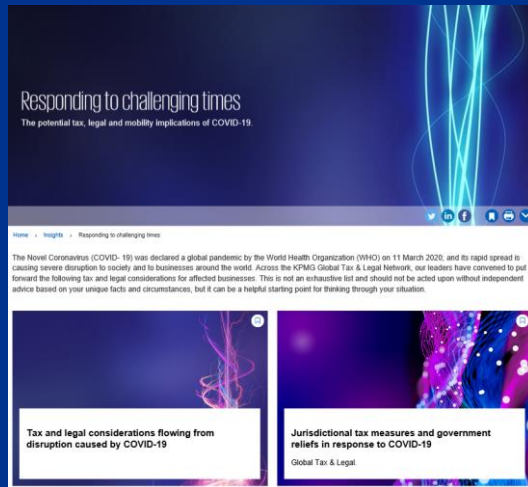 Responding to challenging times
The potential tax, legal and mobility implications of COVID-19.
Home › Insights › Responding to challenging times
The Novel Coronavirus (COVID- 19) was declared a global pandemic by the World Health Organization (WHO) on 11 March 2020; and its rapid spread is
causing severe disruption to society and to businesses around the world. Across the KPMG Global Tax & Legal Network, our leaders have convened to put
forward the following tax and legal considerations for affected businesses. This is not an exhaustive list and should not be acted upon without independent
advice based on your unique facts and circumstances, but it can be a helpful starting point for thinking through your situation.
Tax and legal considerations flowing from
disruption caused by COVID-19
Jurisdictional tax measures and government
reliefs in response to COVID-19
Global Tax & Legal.